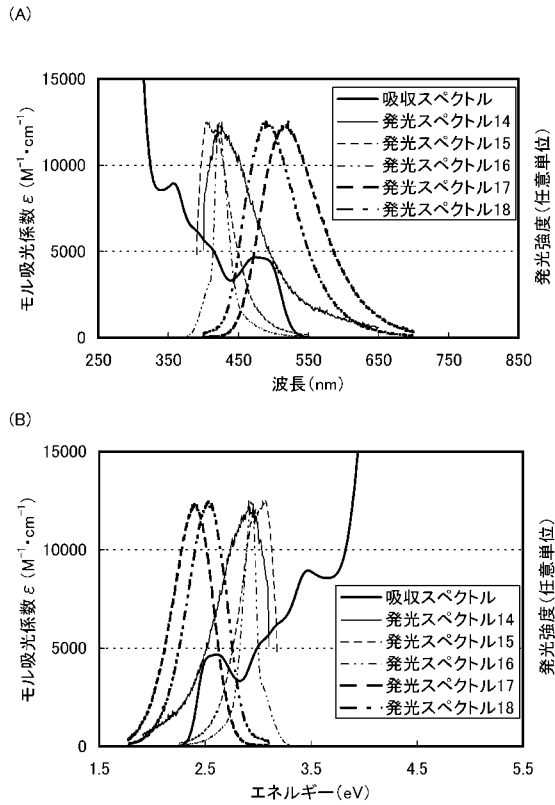 (A)
15000
10000
5000
0
モル吸光係数 ε (M⁻¹・cm⁻¹)
発光強度(任意単位)
吸収スペクトル
発光スペクトル14
発光スペクトル15
発光スペクトル16
発光スペクトル17
発光スペクトル18
250 350 450 550 650 750 850
波長(nm)
(B)
15000
10000
5000
0
モル吸光係数 ε (M⁻¹・cm⁻¹)
発光強度(任意単位)
吸収スペクトル
発光スペクトル14
発光スペクトル15
発光スペクトル16
発光スペクトル17
発光スペクトル18
1.5 2.5 3.5 4.5 5.5
エネルギー(eV)